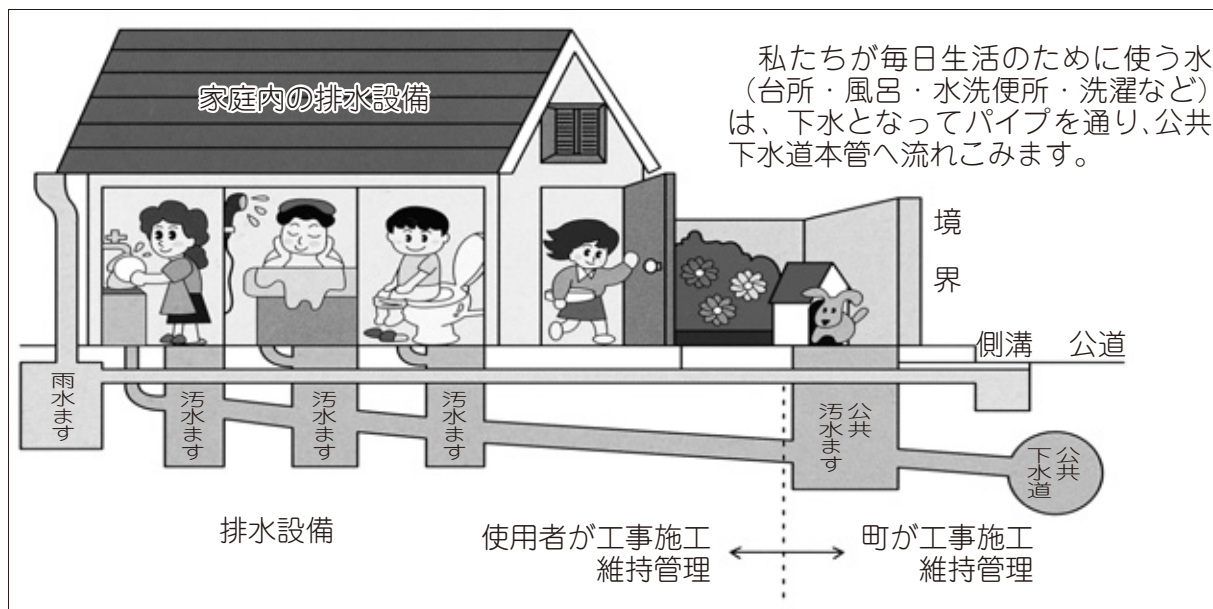 家庭内の排水設備
私たちが毎日生活のために使う水
（台所・風呂・水洗便所・洗濯など）
は、下水となってパイプを通り、公共
下水道本管へ流れこみます。
境界
側溝
公道
雨水ます
汚水ます
汚水ます
汚水ます
公共
汚水ます
公共
下水道
排水設備
使用者が工事施工
維持管理
町が工事施工
維持管理